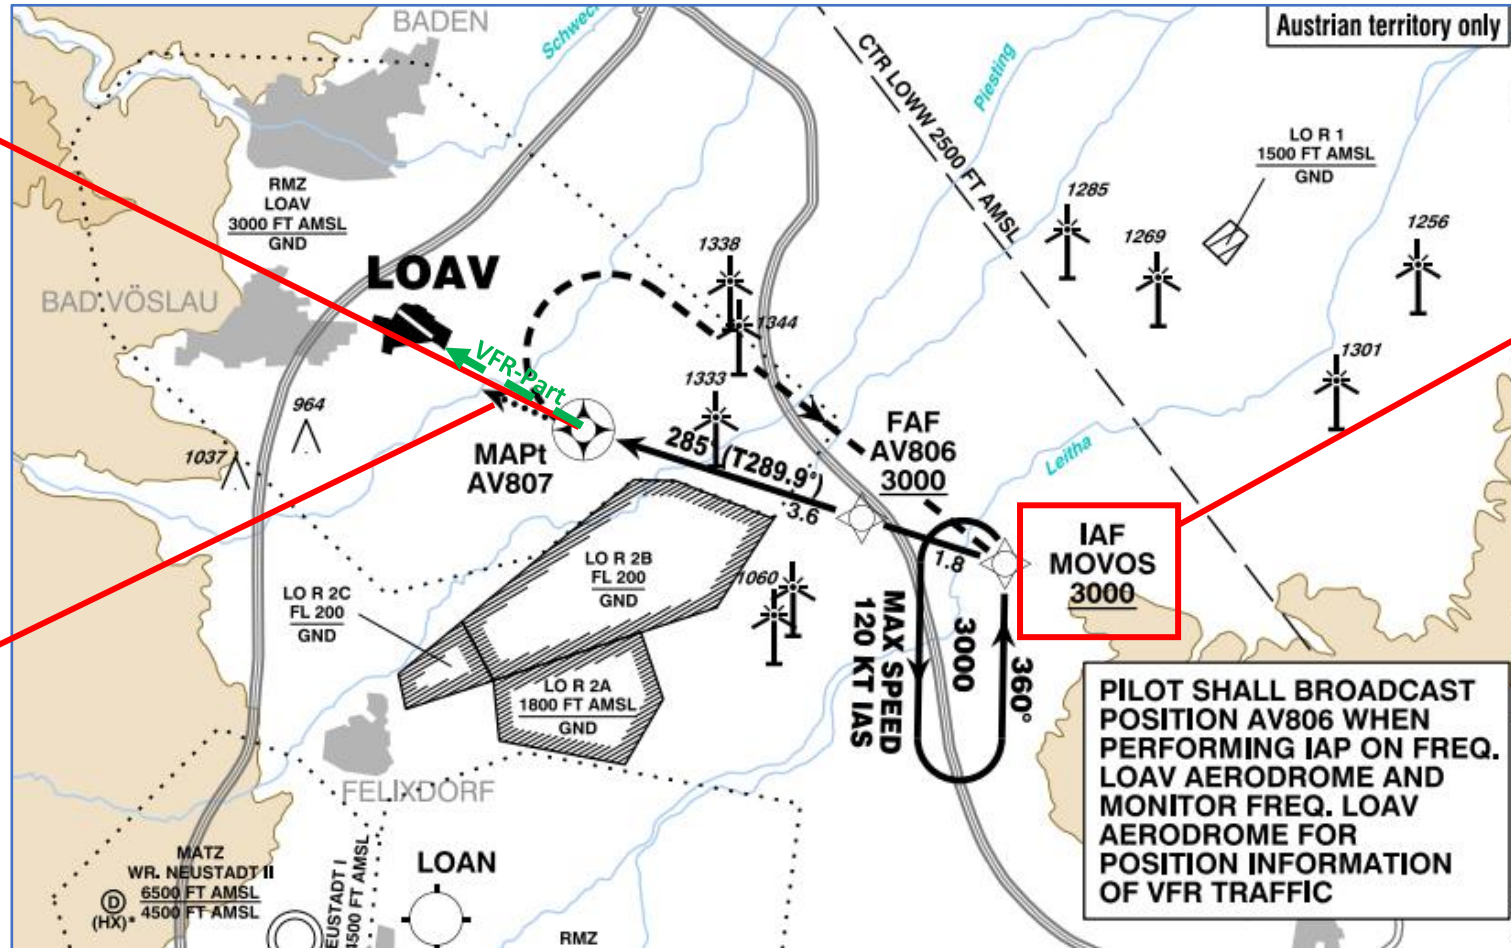 BADEN
Schwec
Piesting
Austrian territory only
CTR LOWW 2500 FT AMSL
LO R 1
1500 FT AMSL
GND
RMZ
LOAV
3000 FT AMSL
GND
1285
1269
1256
1338
1344
1301
LOAV
BAD VÖSLAU
VFR-Part
1333
964
1037
MAPt
AV807
285° (T289.9°)
3.6
FAF
AV806
3000
Leitha
1.8
IAF
MOVOS
3000
LO R 2B
FL 200
GND
1060
LO R 2C
FL 200
GND
LO R 2A
1800 FT AMSL
GND
MAX SPEED
120 KT IAS
3000
360°
PILOT SHALL BROADCAST
POSITION AV806 WHEN
PERFORMING IAP ON FREQ.
LOAV AERODROME AND
MONITOR FREQ. LOAV
AERODROME FOR
POSITION INFORMATION
OF VFR TRAFFIC
FELIXDORF
MATZ
WR. NEUSTADT II
6500 FT AMSL
4500 FT AMSL
D
(HX)*
EUSTADT I
4500 FT AMSL
LOAN
RMZ